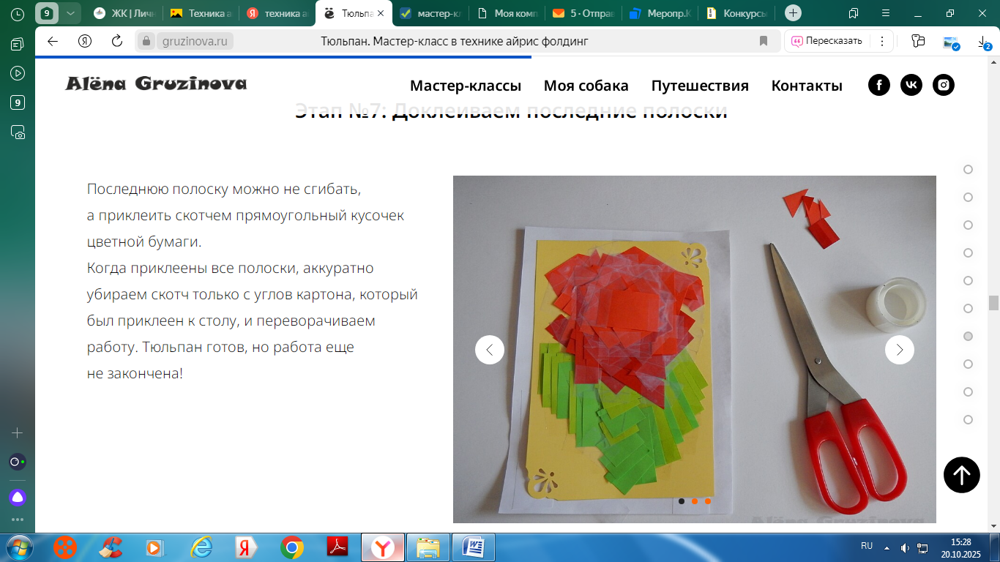 9
ЖК | Личн
Техника а
техника а
Тюльпа
мастер-кл
Моя комп
5 · Отправ
Меропр.К
Конкурсы
gruzinova.ru
Тюльпан. Мастер-класс в технике айрис фолдинг
Пересказать
2
9
Alёna Gruzinova
Мастер-классы
Моя собака
Путешествия
Контакты
Этап №7: Доклеиваем последние полоски
Последнюю полоску можно не сгибать,
а приклеить скотчем прямоугольный кусочек
цветной бумаги.
Когда приклеены все полоски, аккуратно
убираем скотч только с углов картона, который
был приклеен к столу, и переворачиваем
работу. Тюльпан готов, но работа еще
не закончена!
Alёna Gruzinova
RU
15:28
20.10.2025